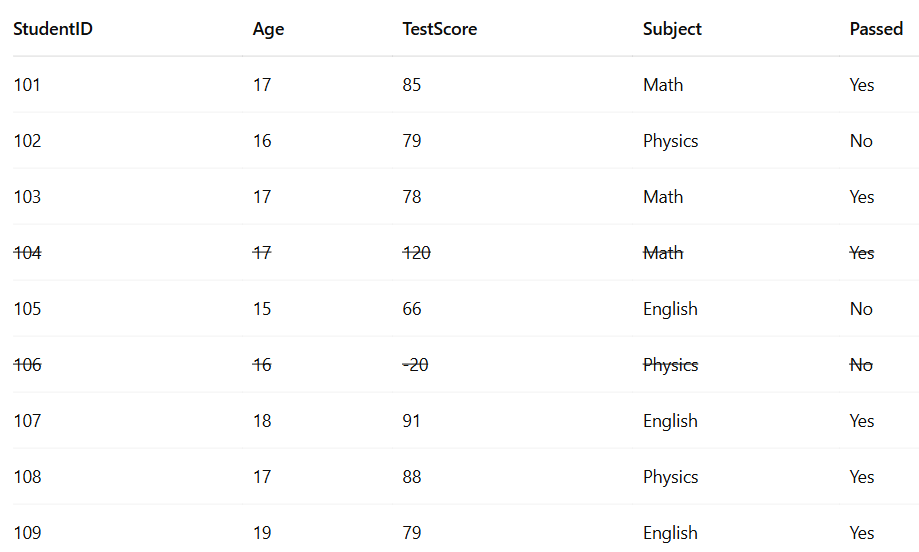 StudentID Age TestScore Subject Passed
101 17 85 Math Yes
102 16 79 Physics No
103 17 78 Math Yes
104 17 120 Math Yes
105 15 66 English No
106 16 -20 Physics No
107 18 91 English Yes
108 17 88 Physics Yes
109 19 79 English Yes